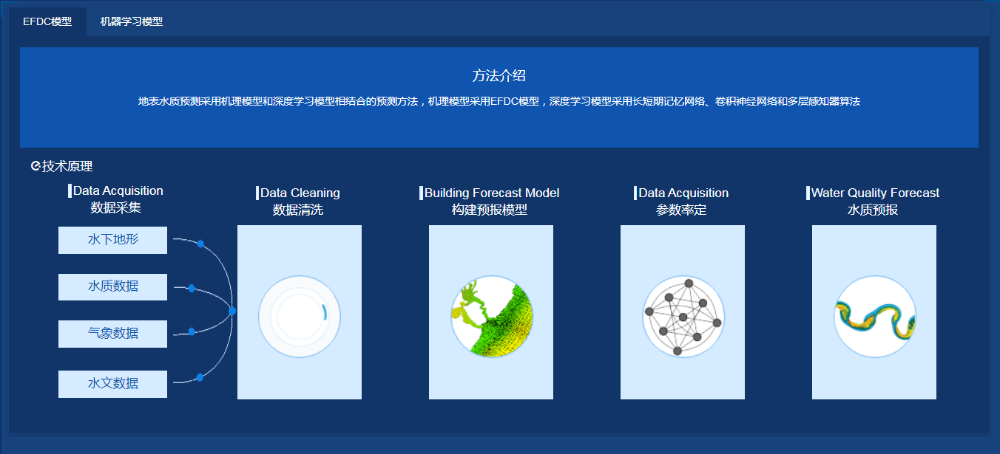 EFDC模型
机器学习模型
方法介绍
地表水质预测采用机理模型和深度学习模型相结合的预测方法，机理模型采用EFDC模型，深度学习模型采用长短期记忆网络、卷积神经网络和多层感知器算法
技术原理
Data Acquisition
数据采集
水下地形
水质数据
气象数据
水文数据
Data Cleaning
数据清洗
Building Forecast Model
构建预报模型
Data Acquisition
参数率定
Water Quality Forecast
水质预报